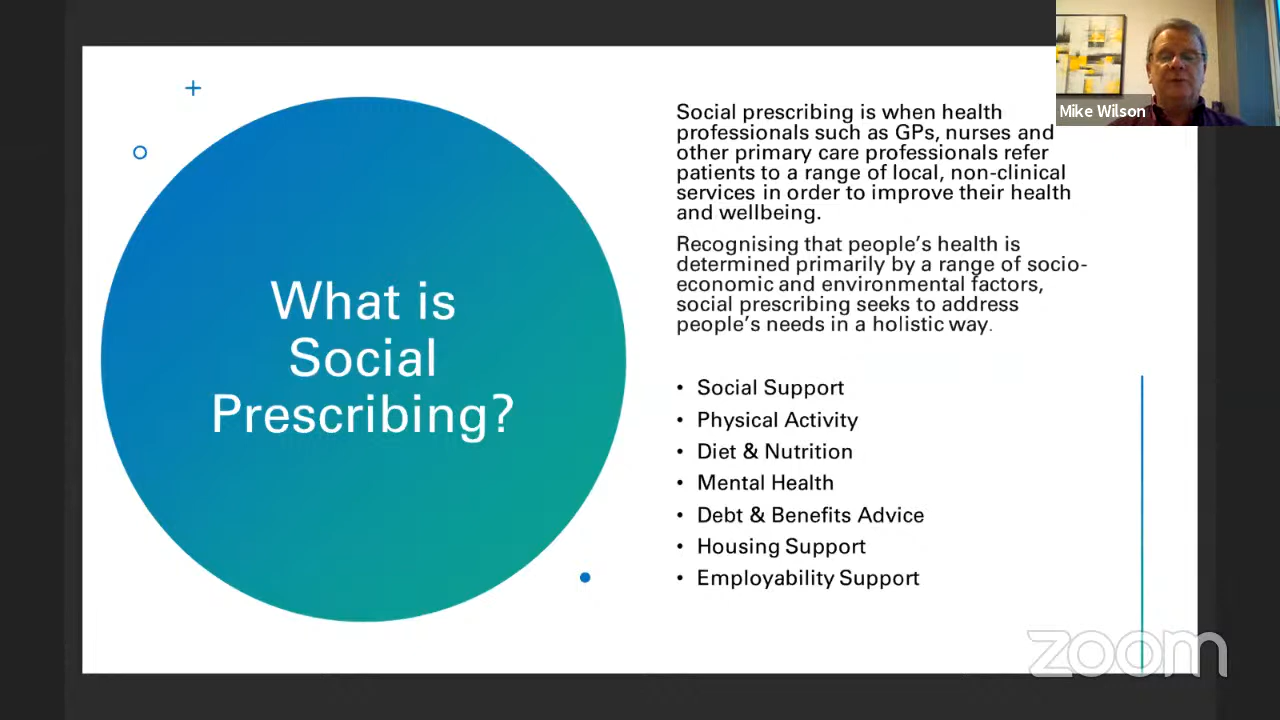 What is
Social
Prescribing?
Social prescribing is when health
professionals such as GPs, nurses and
other primary care professionals refer
patients to a range of local, non-clinical
services in order to improve their health
and wellbeing.
Recognising that people's health is
determined primarily by a range of socio-
economic and environmental factors,
social prescribing seeks to address
people's needs in a holistic way.
• Social Support
• Physical Activity
• Diet & Nutrition
• Mental Health
• Debt & Benefits Advice
• Housing Support
• Employability Support
Mike Wilson
zoom